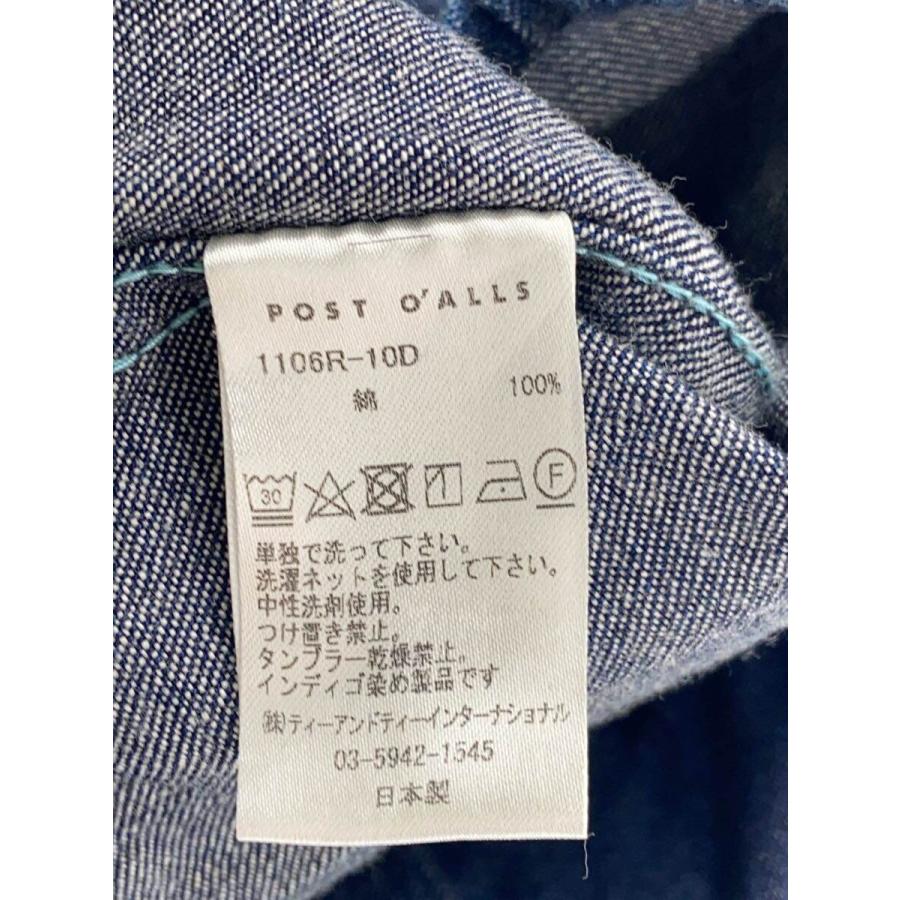 POST O'ALLS
1106R-10D
綿 100%
30 F
単独で洗って下さい。
洗濯ネットを使用して下さい。
中性洗剤使用。
つけ置き禁止。
タンブラー乾燥禁止。
インディゴ染め製品です
㈱ティーアンドティーインターナショナル
03-5942-1545
日本製